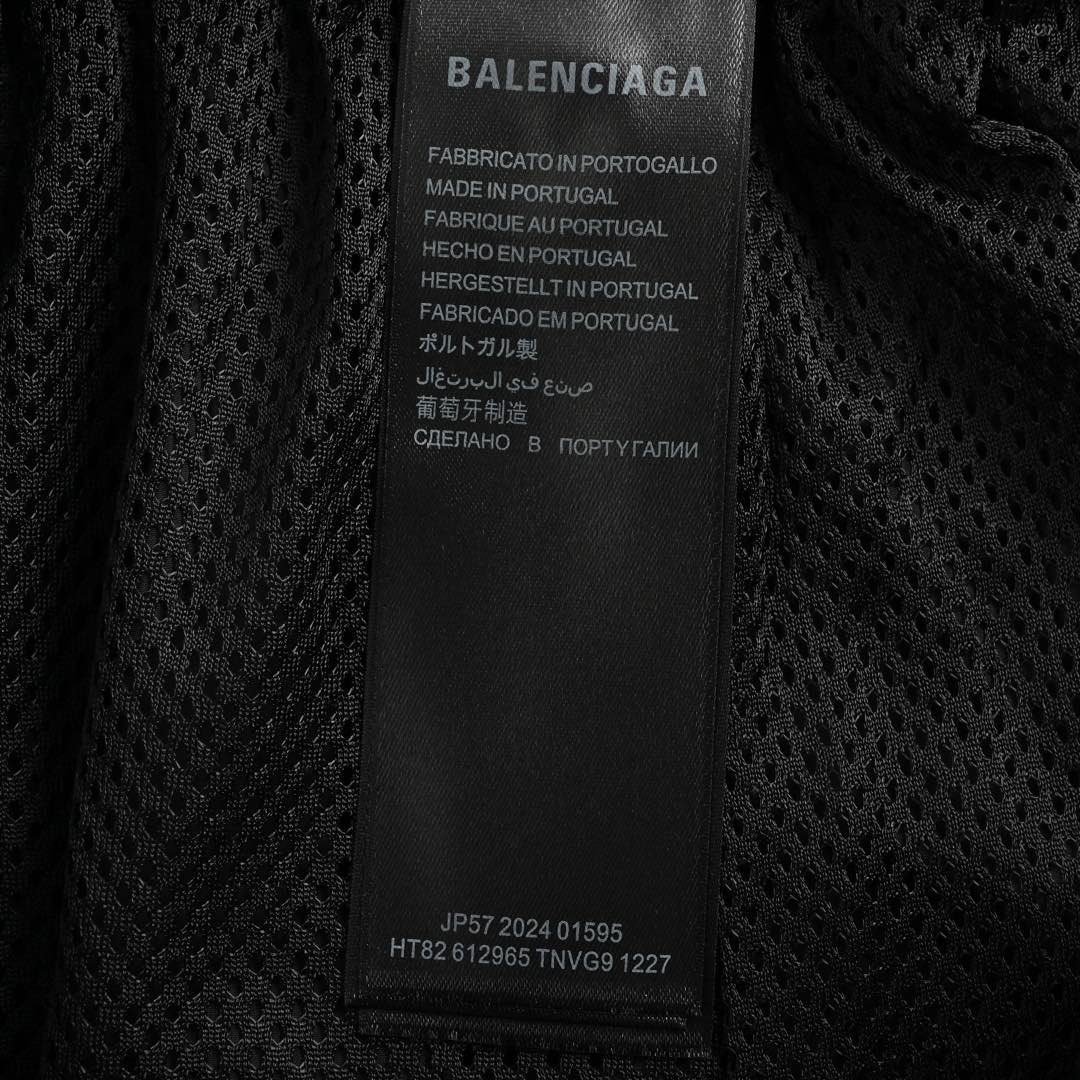 BALENCIAGA
FABBRICATO IN PORTOGALLO
MADE IN PORTUGAL
FABRIQUE AU PORTUGAL
HECHO EN PORTUGAL
HERGESTELLT IN PORTUGAL
FABRICADO EM PORTUGAL
ポルトガル製
صنع في البرتغال
葡萄牙制造
СДЕЛАНО В ПОРТУГАЛИИ
JP57 2024 01595
HT82 612965 TNVG9 1227